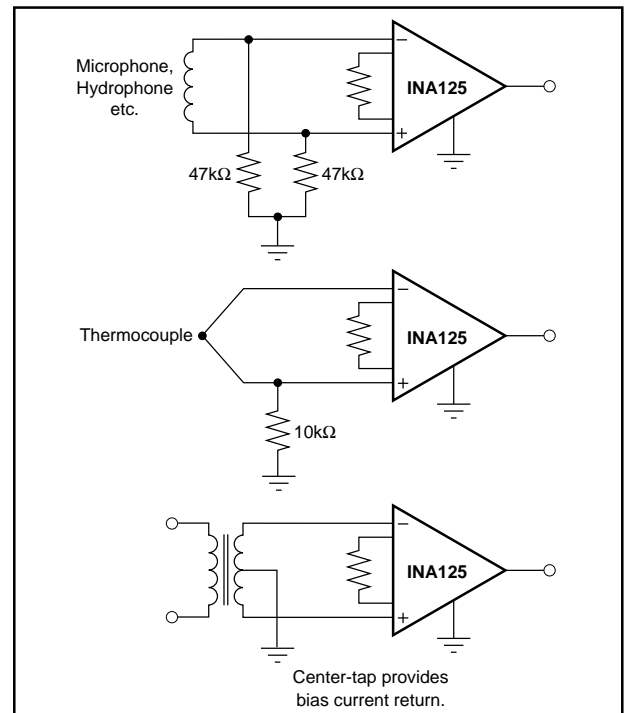 Microphone,
Hydrophone
etc.
−
INA125
+
47kΩ
47kΩ
−
Thermocouple
INA125
+
10kΩ
−
INA125
+
Center-tap provides
bias current return.